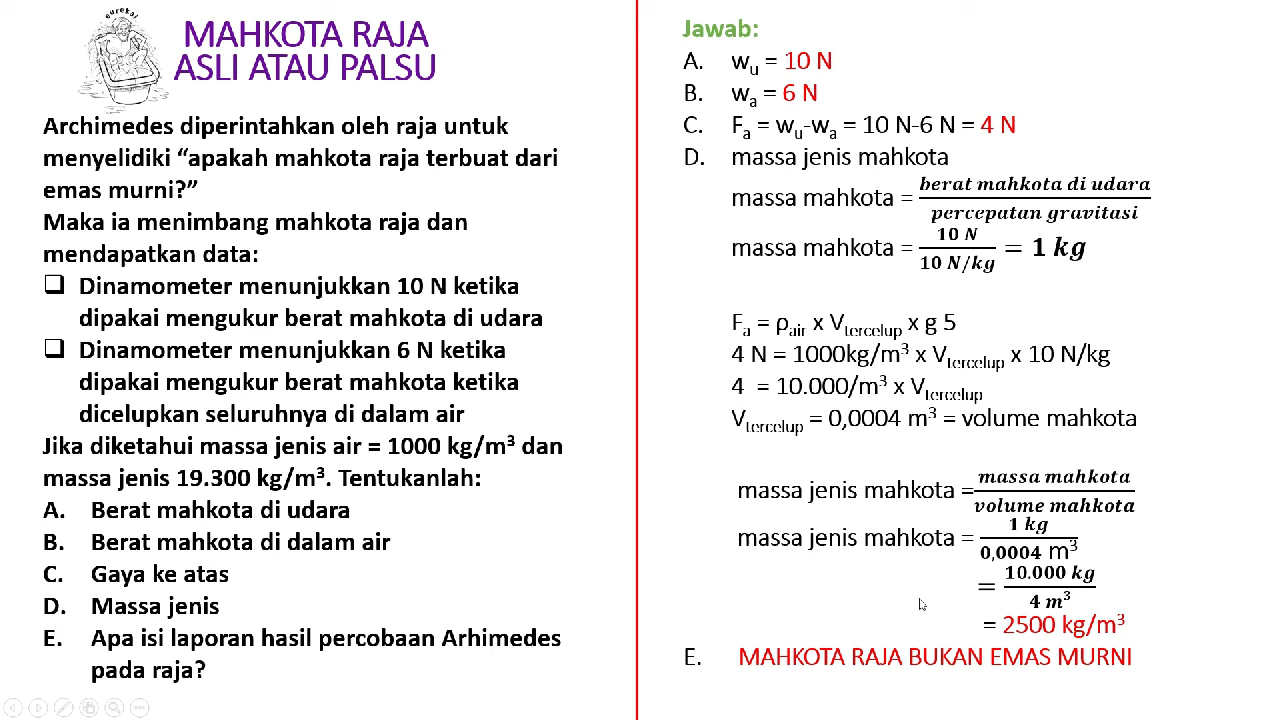 eureka!
MAHKOTA RAJA
ASLI ATAU PALSU
Archimedes diperintahkan oleh raja untuk
menyelidiki “apakah mahkota raja terbuat dari
emas murni?”
Maka ia menimbang mahkota raja dan
mendapatkan data:
❑ Dinamometer menunjukkan 10 N ketika
dipakai mengukur berat mahkota di udara
❑ Dinamometer menunjukkan 6 N ketika
dipakai mengukur berat mahkota ketika
dicelupkan seluruhnya di dalam air
Jika diketahui massa jenis air = 1000 kg/m³ dan
massa jenis 19.300 kg/m³. Tentukanlah:
A. Berat mahkota di udara
B. Berat mahkota di dalam air
C. Gaya ke atas
D. Massa jenis
E. Apa isi laporan hasil percobaan Arhimedes
pada raja?
Jawab:
A. wu = 10 N
B. wa = 6 N
C. Fa = wu-wa = 10 N-6 N = 4 N
D. massa jenis mahkota
massa mahkota = berat mahkota di udara / percepatan gravitasi
massa mahkota = 10 N / 10 N/kg = 1 kg
Fa = ρair x Vtercelup x g 5
4 N = 1000kg/m³ x Vtercelup x 10 N/kg
4 = 10.000/m³ x Vtercelup
Vtercelup = 0,0004 m³ = volume mahkota
massa jenis mahkota = massa mahkota / volume mahkota
massa jenis mahkota = 1 kg / 0,0004 m³
= 10.000 kg / 4 m³
= 2500 kg/m³
E. MAHKOTA RAJA BUKAN EMAS MURNI